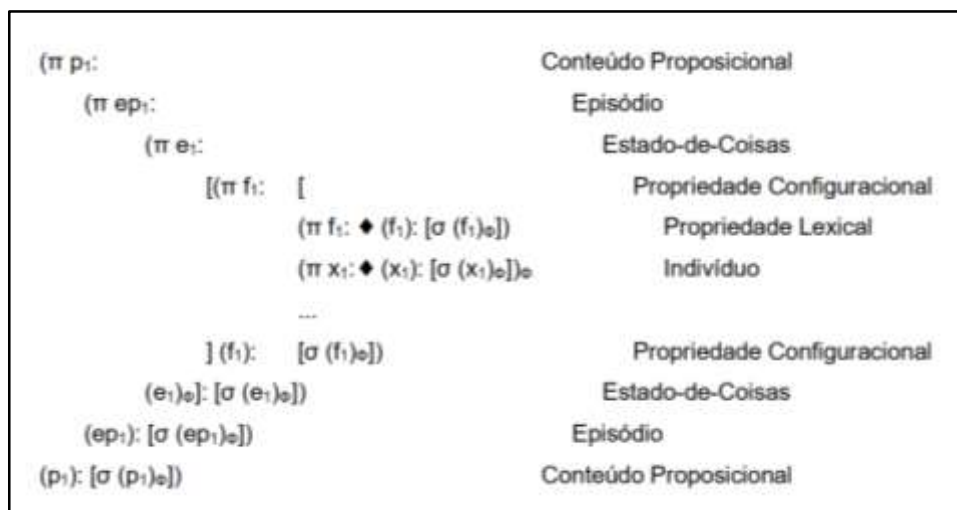 (π p₁: Conteúdo Proposicional
(π ep₁: Episódio
(π e₁: Estado-de-Coisas
[(π f₁: [ Propriedade Configuracional
(π f₁: ♦ (f₁): [σ (f₁)Φ]) Propriedade Lexical
(π x₁: ♦ (x₁): [σ (x₁)Φ])Φ Indivíduo
...
] (f₁): [σ (f₁)Φ]) Propriedade Configuracional
(e₁)Φ]: [σ (e₁)Φ]) Estado-de-Coisas
(ep₁): [σ (ep₁)Φ]) Episódio
(p₁): [σ (p₁)Φ]) Conteúdo Proposicional